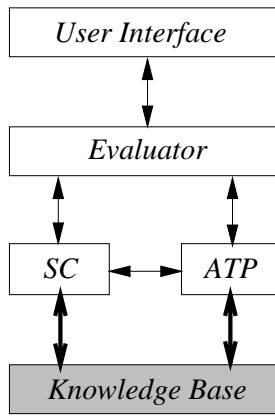 User Interface
Evaluator
SC
ATP
Knowledge Base